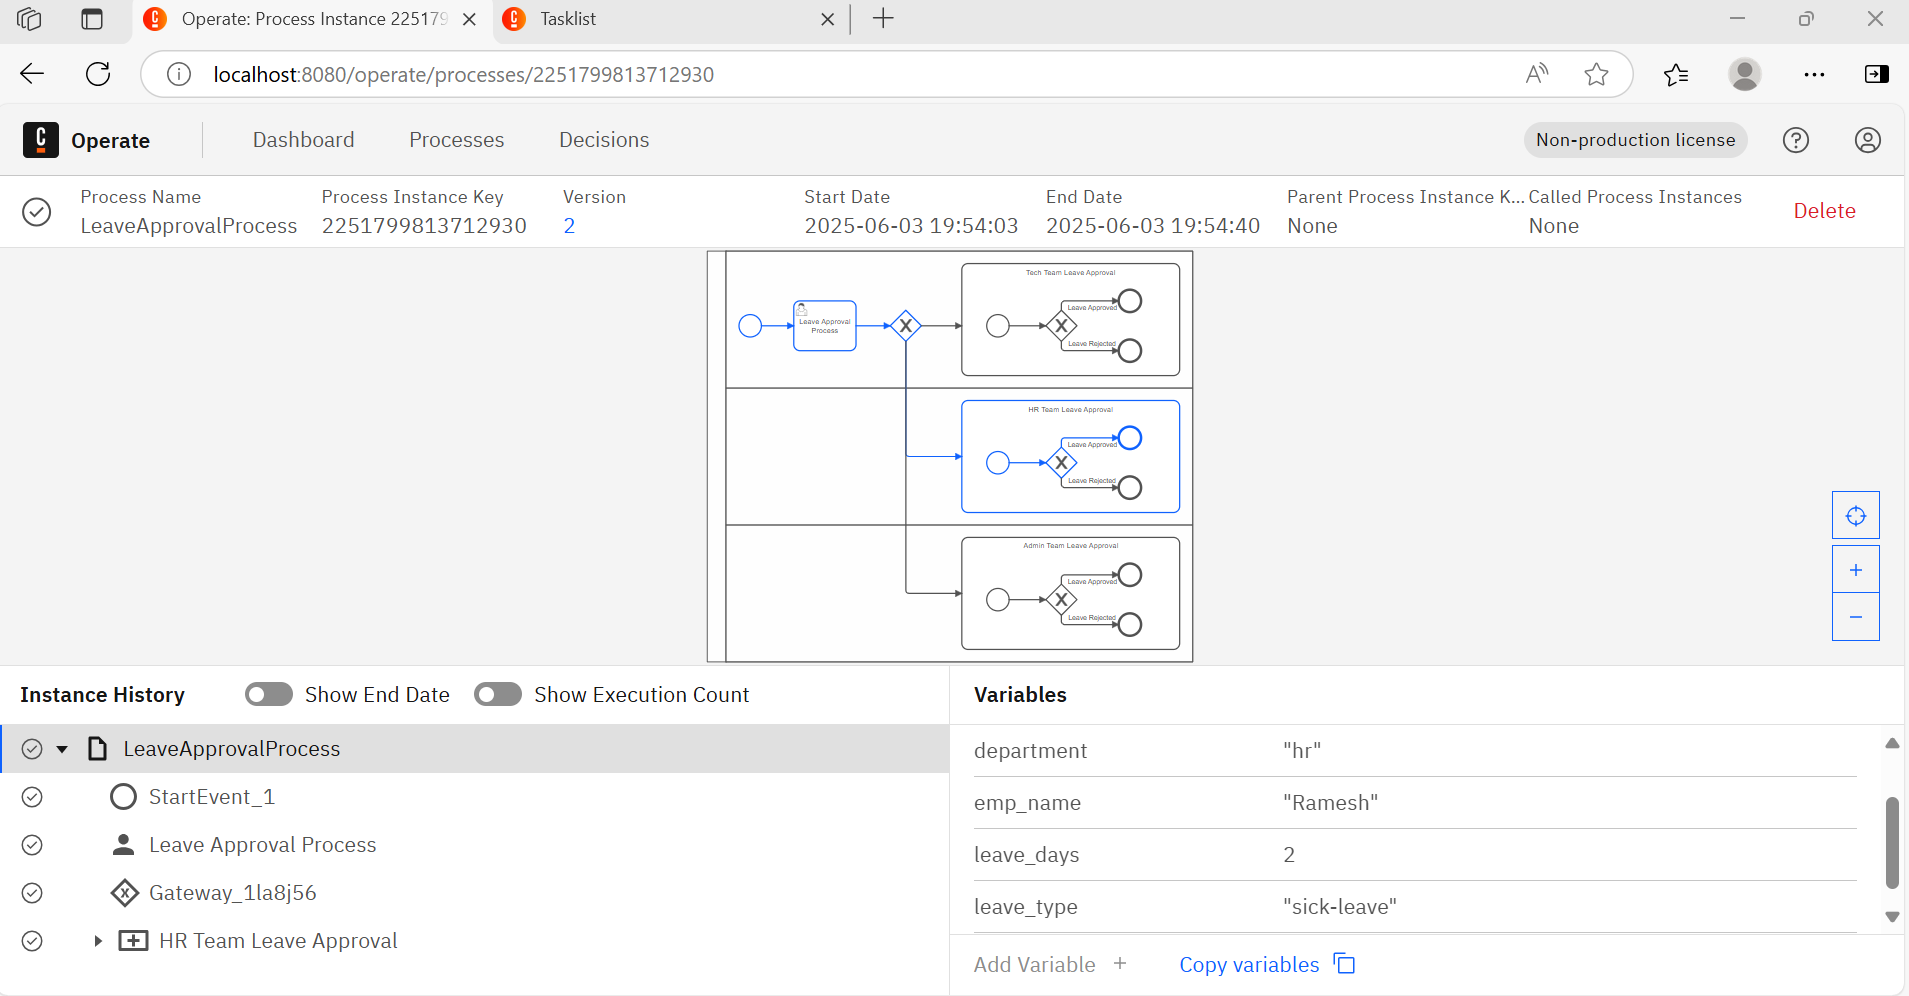 Operate: Process Instance 225179
Tasklist
localhost:8080/operate/processes/2251799813712930
Operate
Dashboard
Processes
Decisions
Non-production license
Process Name
LeaveApprovalProcess
Process Instance Key
2251799813712930
Version
2
Start Date
2025-06-03 19:54:03
End Date
2025-06-03 19:54:40
Parent Process Instance K...
None
Called Process Instances
None
Delete
Leave Approval
Process
Tech Team Leave Approval
Leave Approved
Leave Rejected
HR Team Leave Approval
Leave Approved
Leave Rejected
Admin Team Leave Approval
Leave Approved
Leave Rejected
Instance History
Show End Date
Show Execution Count
LeaveApprovalProcess
StartEvent_1
Leave Approval Process
Gateway_1la8j56
HR Team Leave Approval
Variables
department "hr"
emp_name "Ramesh"
leave_days 2
leave_type "sick-leave"
Add Variable +
Copy variables